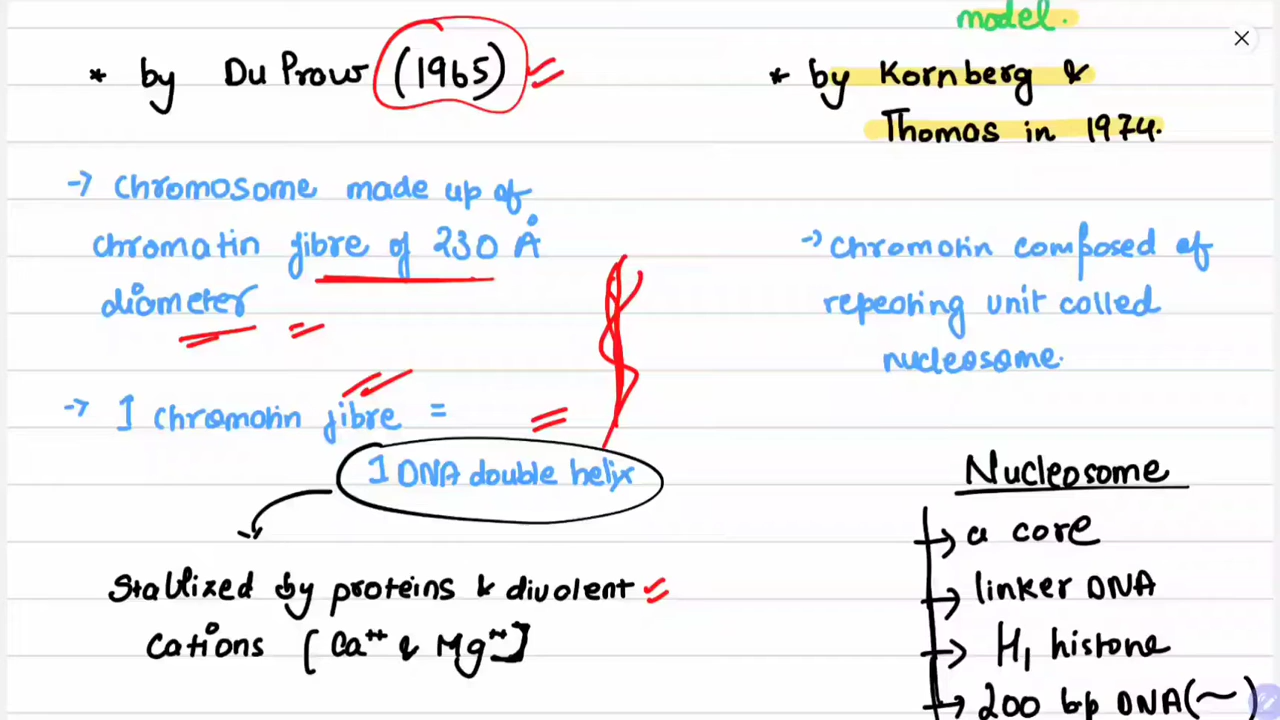 * by Du Prow (1965)
→ chromosome made up of
chromatin fibre of 230 Å
diameter
→ 1 chromatin fibre =
1 DNA double helix
Stablized by proteins & divalent
cations [Ca⁺⁺ & Mg⁺⁺]
model.
* by Kornberg &
Thomas in 1974.
→ chromatin composed of
repeating unit called
nucleosome.
Nucleosome
→ a core
→ linker DNA
→ H₁ histone
→ 200 bp DNA(~)